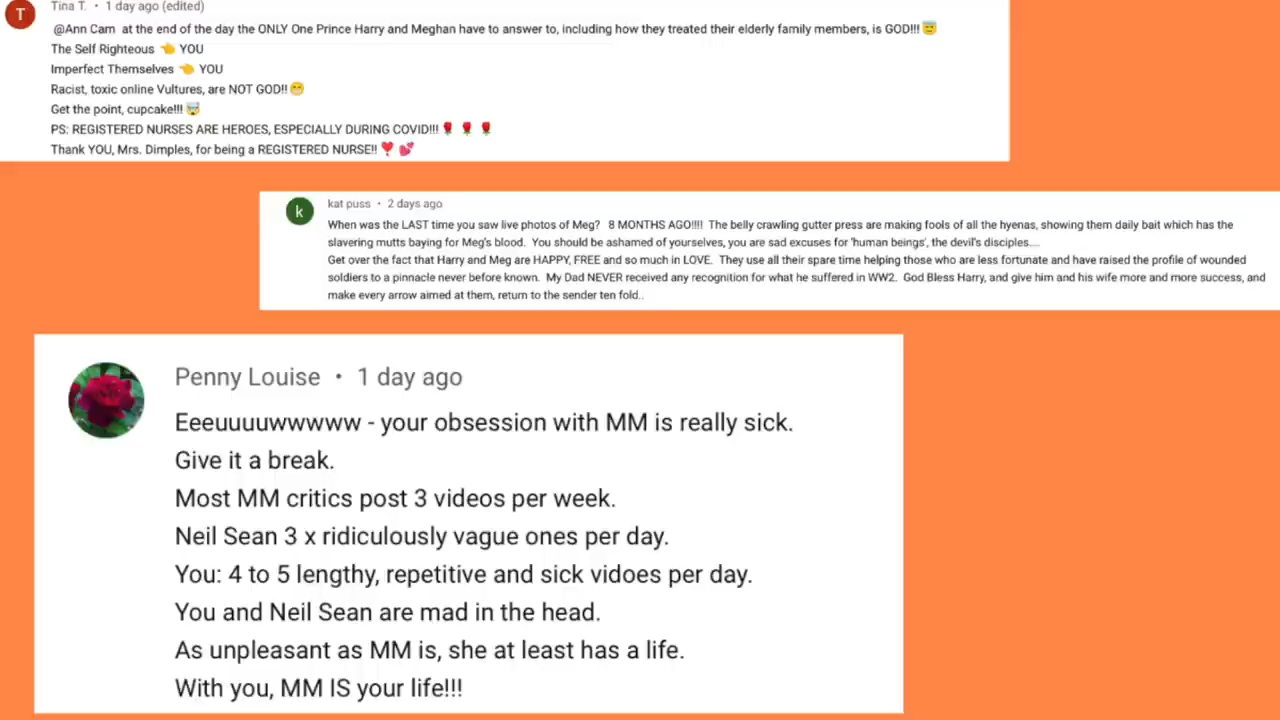 T
Tina T. • 1 day ago (edited)
@Ann Cam at the end of the day the ONLY One Prince Harry and Meghan have to answer to, including how they treated their elderly family members, is GOD!!! 😇
The Self Righteous 👈 YOU
Imperfect Themselves 👈 YOU
Racist, toxic online Vultures, are NOT GOD!! 😁
Get the point, cupcake!!! 🤯
PS: REGISTERED NURSES ARE HEROES, ESPECIALLY DURING COVID!!! 🌹 🌹 🌹
Thank YOU, Mrs. Dimples, for being a REGISTERED NURSE!! ❣️ 💕
k
kat puss • 2 days ago
When was the LAST time you saw live photos of Meg? 8 MONTHS AGO!!!! The belly crawling gutter press are making fools of all the hyenas, showing them daily bait which has the
slavering mutts baying for Meg's blood. You should be ashamed of yourselves, you are sad excuses for 'human beings', the devil's disciples....
Get over the fact that Harry and Meg are HAPPY, FREE and so much in LOVE. They use all their spare time helping those who are less fortunate and have raised the profile of wounded
soldiers to a pinnacle never before known. My Dad NEVER received any recognition for what he suffered in WW2. God Bless Harry, and give him and his wife more and more success, and
make every arrow aimed at them, return to the sender ten fold..
Penny Louise • 1 day ago
Eeeuuuuwwwww - your obsession with MM is really sick.
Give it a break.
Most MM critics post 3 videos per week.
Neil Sean 3 x ridiculously vague ones per day.
You: 4 to 5 lengthy, repetitive and sick vidoes per day.
You and Neil Sean are mad in the head.
As unpleasant as MM is, she at least has a life.
With you, MM IS your life!!!